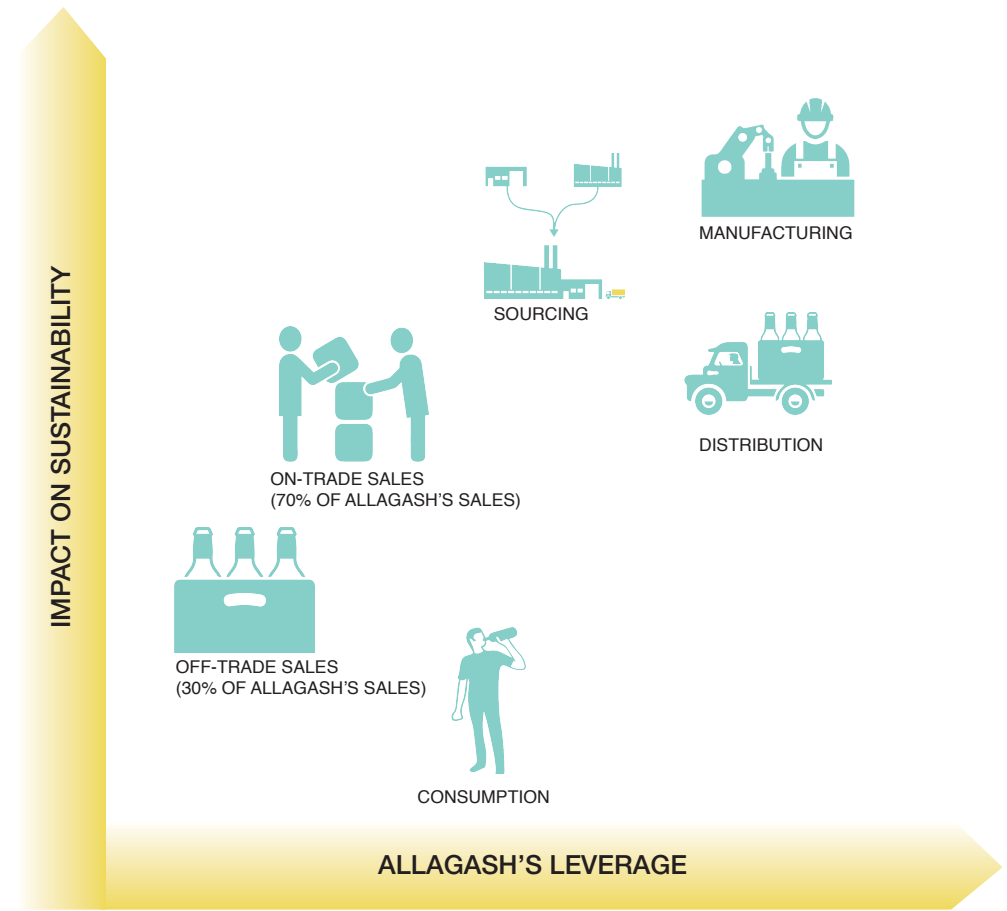 IMPACT ON SUSTAINABILITY
MANUFACTURING
SOURCING
DISTRIBUTION
ON-TRADE SALES
(70% OF ALLAGASH'S SALES)
OFF-TRADE SALES
(30% OF ALLAGASH'S SALES)
CONSUMPTION
ALLAGASH'S LEVERAGE